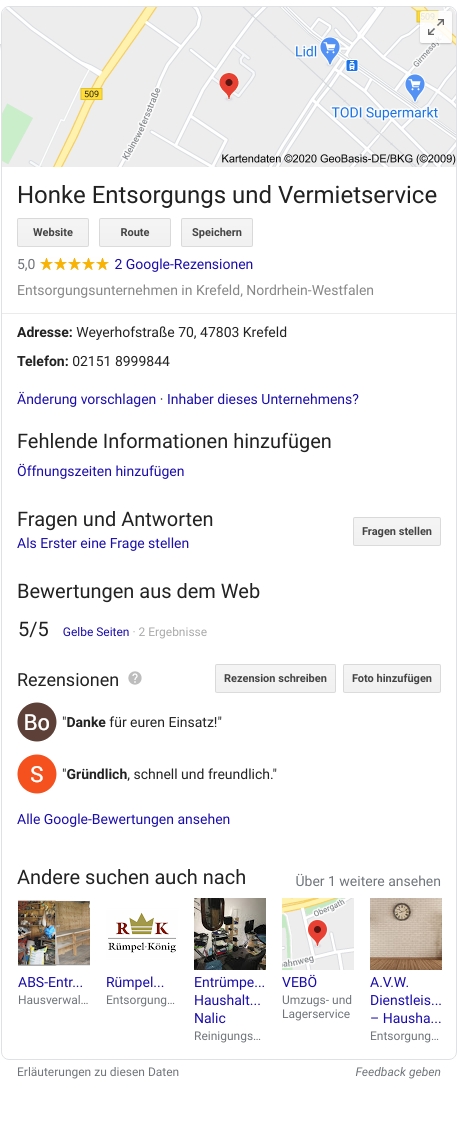 Lidl
509
Kleinewefersstraße
Girmesg
TODI Supermarkt
Kartendaten ©2020 GeoBasis-DE/BKG (©2009)
Honke Entsorgungs und Vermietservice
Website Route Speichern
5,0 2 Google-Rezensionen
Entsorgungsunternehmen in Krefeld, Nordrhein-Westfalen
Adresse: Weyerhofstraße 70, 47803 Krefeld
Telefon: 02151 8999844
Änderung vorschlagen · Inhaber dieses Unternehmens?
Fehlende Informationen hinzufügen
Öffnungszeiten hinzufügen
Fragen und Antworten
Fragen stellen
Als Erster eine Frage stellen
Bewertungen aus dem Web
5/5 Gelbe Seiten · 2 Ergebnisse
Rezensionen ? Rezension schreiben Foto hinzufügen
Bo "Danke für euren Einsatz!"
S "Gründlich, schnell und freundlich."
Alle Google-Bewertungen ansehen
Andere suchen auch nach Über 1 weitere ansehen
R K
Rümpel·König
Obergath
ahnweg
ABS-Entr...
Hausverwal...
Rümpel...
Entsorgung...
Entrümpe...
Haushalt...
Nalic
Reinigungs...
VEBÖ
Umzugs- und
Lagerservice
A.V.W.
Dienstleis...
– Hausha...
Entsorgung...
Erläuterungen zu diesen Daten Feedback geben